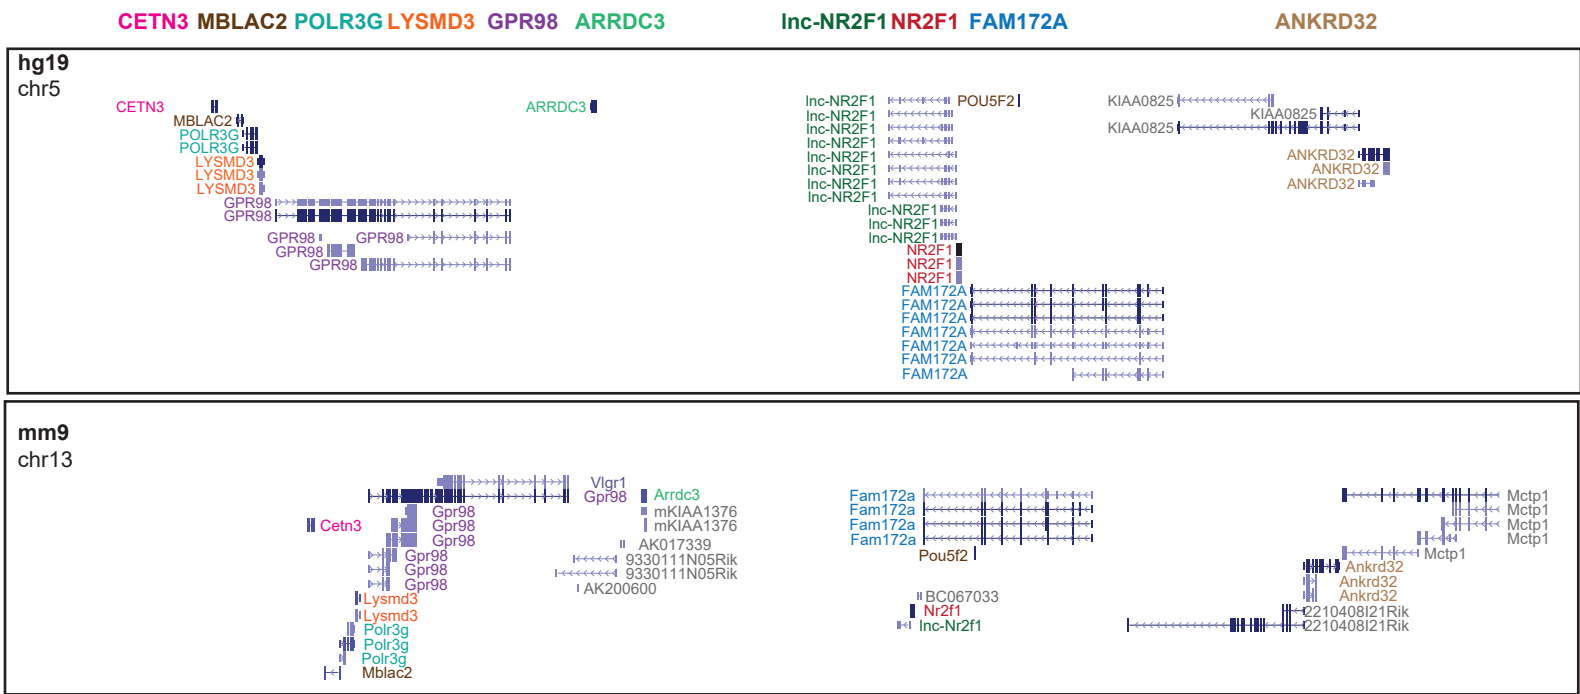 CETN3 MBLAC2 POLR3G LYSMD3 GPR98 ARRDC3 lnc-NR2F1 NR2F1 FAM172A ANKRD32
hg19
chr5
CETN3
MBLAC2
POLR3G
POLR3G
LYSMD3
LYSMD3
LYSMD3
GPR98
GPR98
GPR98 GPR98
GPR98
GPR98
ARRDC3
lnc-NR2F1 POU5F2
lnc-NR2F1
lnc-NR2F1
lnc-NR2F1
lnc-NR2F1
lnc-NR2F1
lnc-NR2F1
lnc-NR2F1
lnc-NR2F1
lnc-NR2F1
lnc-NR2F1
NR2F1
NR2F1
NR2F1
FAM172A
FAM172A
FAM172A
FAM172A
FAM172A
FAM172A
FAM172A
KIAA0825
KIAA0825
KIAA0825
ANKRD32
ANKRD32
ANKRD32
mm9
chr13
Vlgr1
Gpr98
Gpr98
Cetn3 Gpr98
Gpr98
Gpr98
Gpr98
Gpr98
Lysmd3
Lysmd3
Polr3g
Polr3g
Polr3g
Mblac2
Arrdc3
mKIAA1376
mKIAA1376
AK017339
9330111N05Rik
9330111N05Rik
AK200600
Fam172a
Fam172a
Fam172a
Fam172a
Pou5f2
BC067033
Nr2f1
lnc-Nr2f1
Mctp1
Mctp1
Mctp1
Mctp1
Mctp1
Ankrd32
Ankrd32
Ankrd32
2210408I21Rik
2210408I21Rik